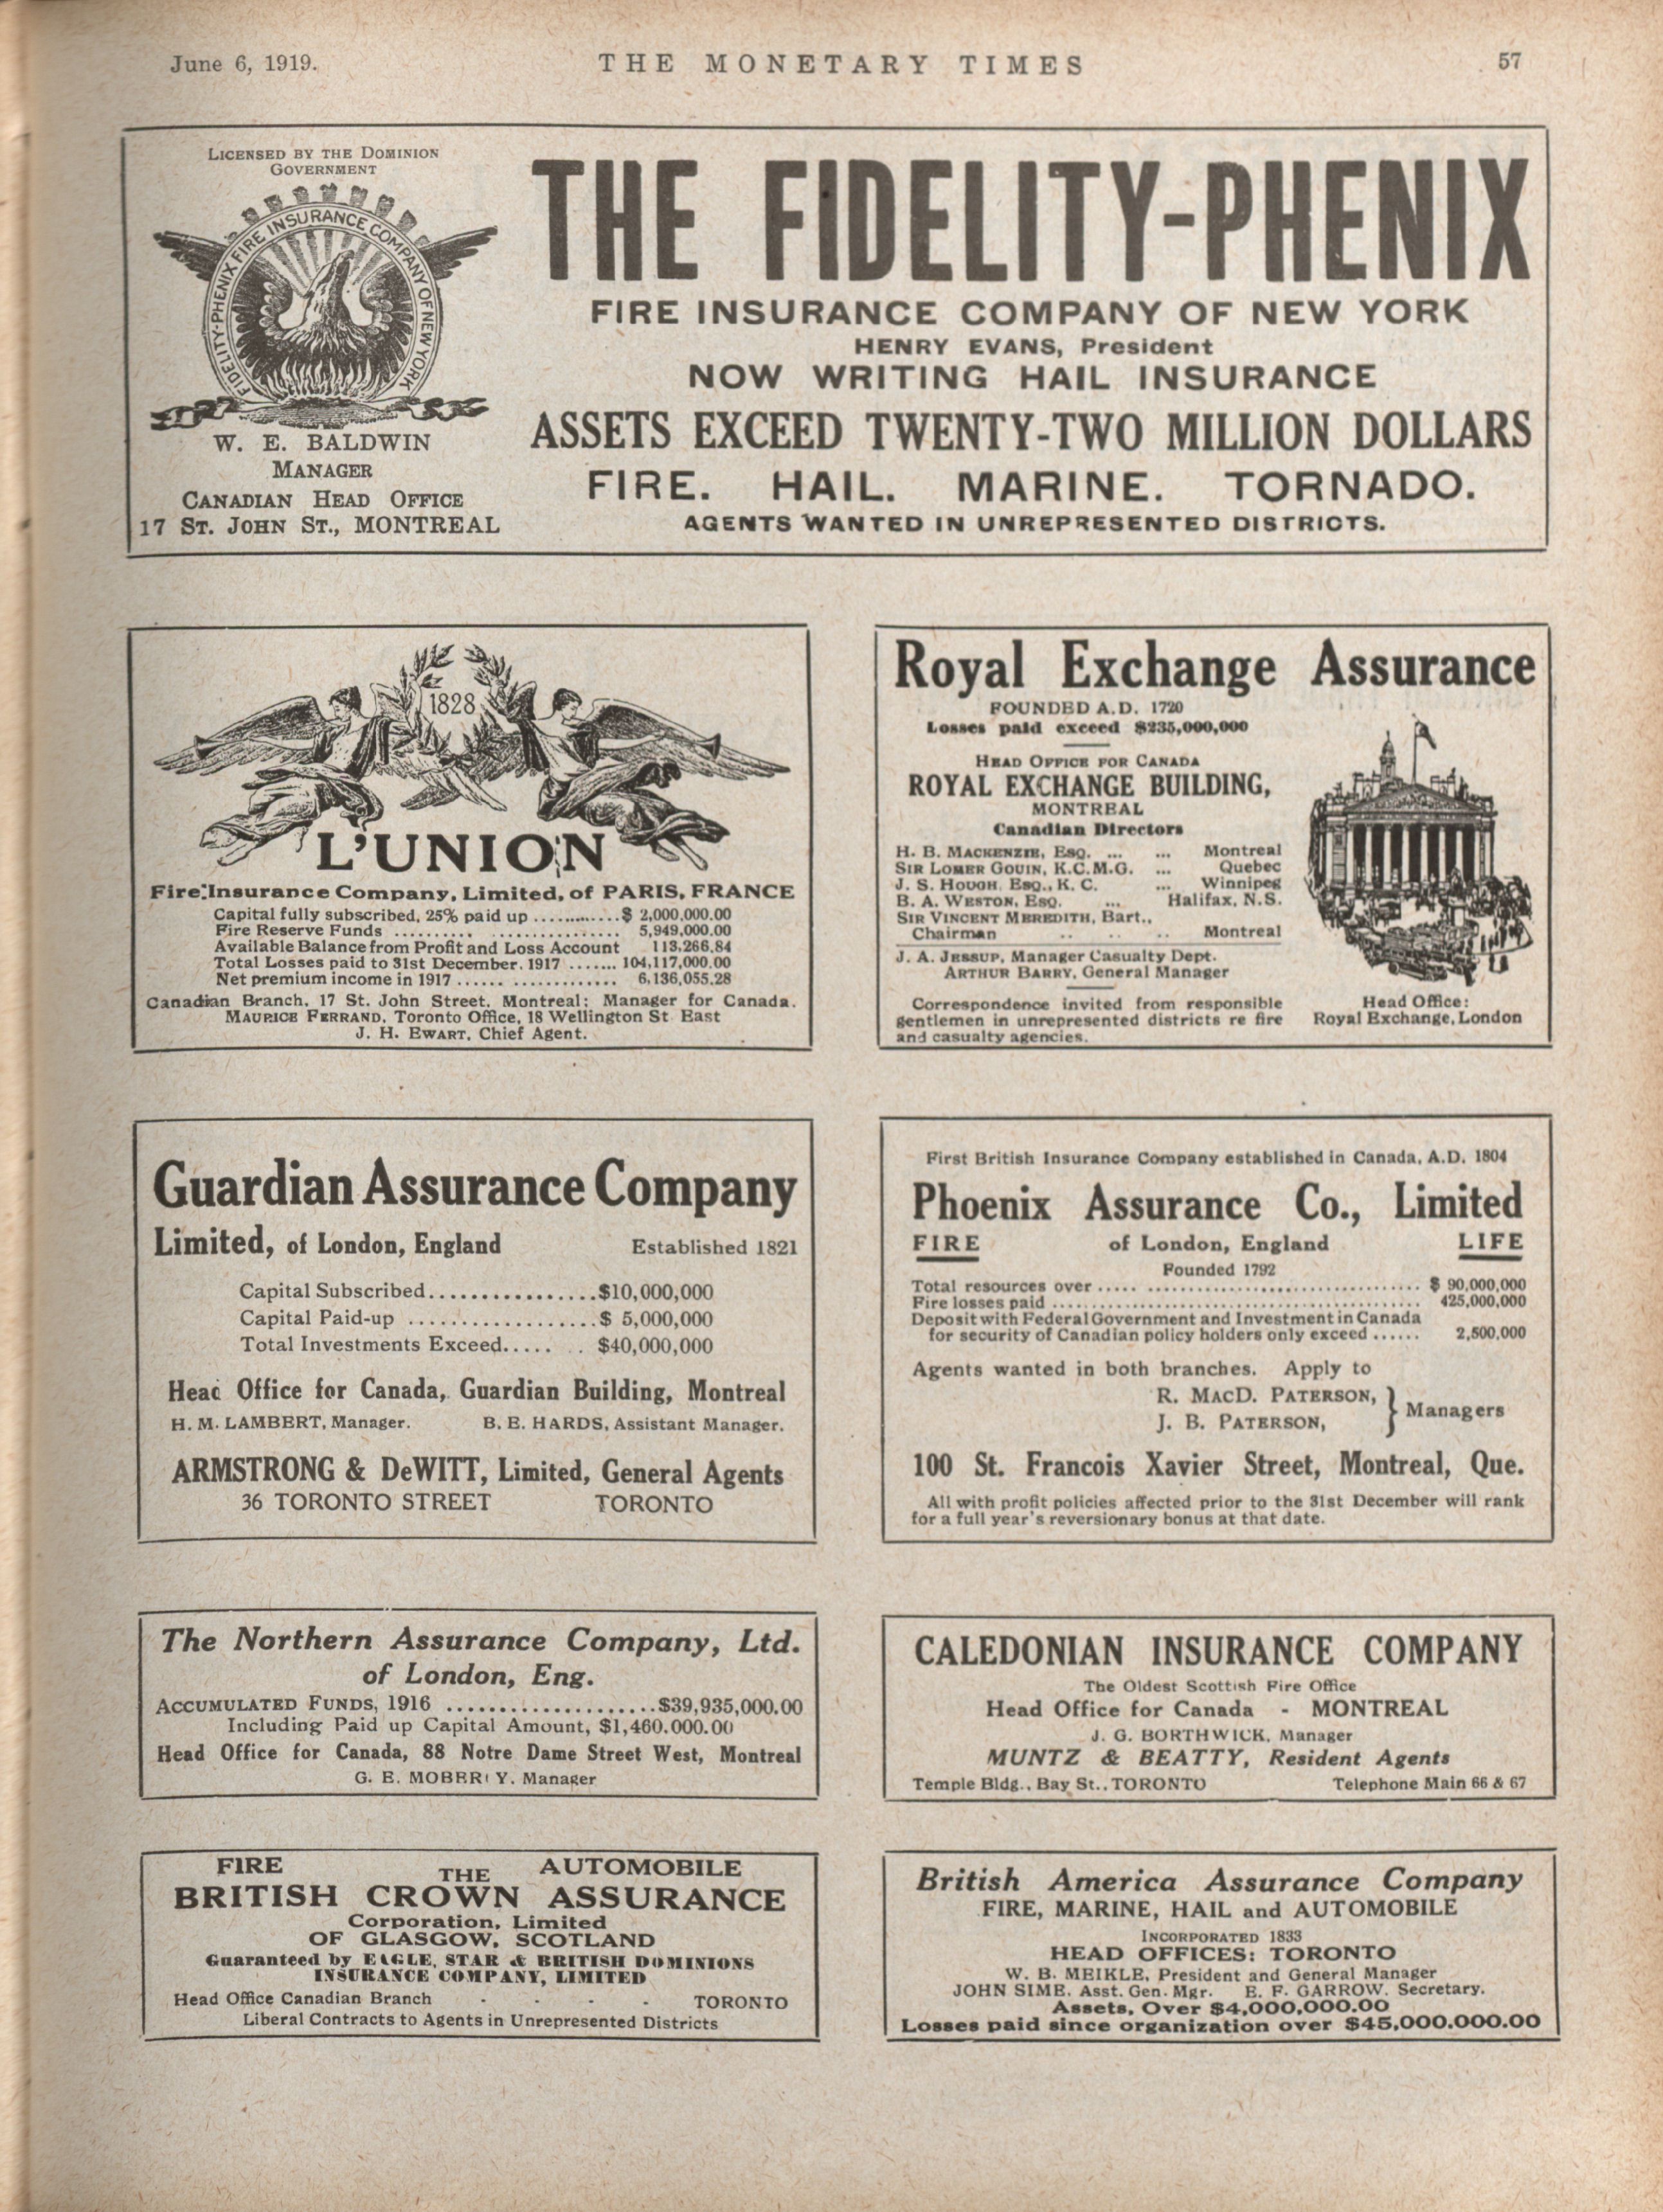 June 6, 1919.
THE MONETARY TIMES
57
LICENSED BY THE DOMINION
GOVERNMENT
FIDELITY-PHENIX FIRE INSURANCE COMPANY OF NEW YORK
W. E. BALDWIN
MANAGER
CANADIAN HEAD OFFICE
17 ST. JOHN ST., MONTREAL
THE FIDELITY-PHENIX
FIRE INSURANCE COMPANY OF NEW YORK
HENRY EVANS, President
NOW WRITING HAIL INSURANCE
ASSETS EXCEED TWENTY-TWO MILLION DOLLARS
FIRE. HAIL. MARINE. TORNADO.
AGENTS WANTED IN UNREPRESENTED DISTRICTS.
1828
L'UNION
Fire Insurance Company, Limited, of PARIS, FRANCE
Capital fully subscribed, 25% paid up ............ $ 2,000,000.00
Fire Reserve Funds .......... ............... 5,949,000.00
Available Balance from Profit and Loss Account 113,266.84
Total Losses paid to 31st December, 1917 ....... 104,117,000.00
Net premium income in 1917 ...... ............. 6,136,055.28
Canadian Branch, 17 St. John Street, Montreal; Manager for Canada,
MAURICE FERRAND, Toronto Office, 18 Wellington St. East
J. H. EWART, Chief Agent.
Royal Exchange Assurance
FOUNDED A.D. 1720
Losses paid exceed $235,000,000
HEAD OFFICE FOR CANADA
ROYAL EXCHANGE BUILDING,
MONTREAL
Canadian Directors
H. B. MACKENZIE, ESQ. ... ... Montreal
SIR LOMER GOUIN, K.C.M.G. ... Quebec
J. S. HOUGH, ESQ., K. C. ... Winnipeg
B. A. WESTON, ESQ. ... Halifax, N.S.
SIR VINCENT MEREDITH, Bart.,
Chairman .. .. .. Montreal
J. A. JESSUP, Manager Casualty Dept.
ARTHUR BARRY, General Manager
Correspondence invited from responsible
gentlemen in unrepresented districts re fire
and casualty agencies.
Head Office:
Royal Exchange, London
Guardian Assurance Company
Limited, of London, England Established 1821
Capital Subscribed................$10,000,000
Capital Paid-up ..................$ 5,000,000
Total Investments Exceed..... .. $40,000,000
Head Office for Canada, Guardian Building, Montreal
H. M. LAMBERT, Manager. B. E. HARDS, Assistant Manager.
ARMSTRONG & DeWITT, Limited, General Agents
36 TORONTO STREET TORONTO
First British Insurance Company established in Canada, A.D. 1804
Phoenix Assurance Co., Limited
FIRE of London, England LIFE
Founded 1792
Total resources over ..... ................................... $ 90,000,000
Fire losses paid ............................................... 425,000,000
Deposit with Federal Government and Investment in Canada
for security of Canadian policy holders only exceed ...... 2,500,000
Agents wanted in both branches. Apply to
R. MACD. PATERSON,
J. B. PATERSON, } Managers
100 St. Francois Xavier Street, Montreal, Que.
All with profit policies affected prior to the 31st December will rank
for a full year's reversionary bonus at that date.
The Northern Assurance Company, Ltd.
of London, Eng.
ACCUMULATED FUNDS, 1916 ....................$39,935,000.00
Including Paid up Capital Amount, $1,460.000.00
Head Office for Canada, 88 Notre Dame Street West, Montreal
G. E. MOBERLY, Manager
CALEDONIAN INSURANCE COMPANY
The Oldest Scottish Fire Office
Head Office for Canada - MONTREAL
J. G. BORTHWICK, Manager
MUNTZ & BEATTY, Resident Agents
Temple Bldg., Bay St., TORONTO Telephone Main 66 & 67
FIRE THE AUTOMOBILE
BRITISH CROWN ASSURANCE
Corporation, Limited
OF GLASGOW, SCOTLAND
Guaranteed by EAGLE, STAR & BRITISH DOMINIONS
INSURANCE COMPANY, LIMITED
Head Office Canadian Branch - - - - TORONTO
Liberal Contracts to Agents in Unrepresented Districts
British America Assurance Company
FIRE, MARINE, HAIL and AUTOMOBILE
INCORPORATED 1833
HEAD OFFICES: TORONTO
W. B. MEIKLE, President and General Manager
JOHN SIME, Asst. Gen. Mgr. E. F. GARROW, Secretary.
Assets, Over $4,000,000.00
Losses paid since organization over $45,000.000.00